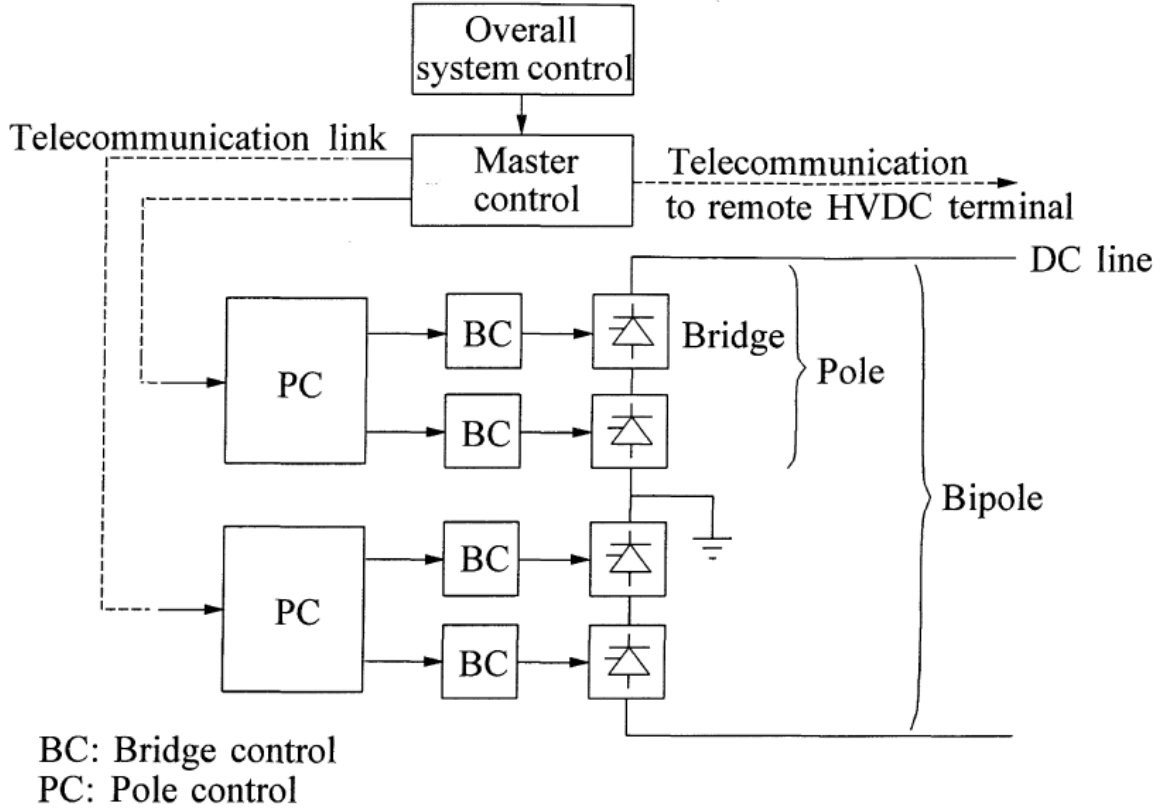 Overall
system control
Telecommunication link
Master
control
Telecommunication
to remote HVDC terminal
DC line
PC
BC
Bridge
Pole
BC
Bipole
PC
BC
BC
BC: Bridge control
PC: Pole control